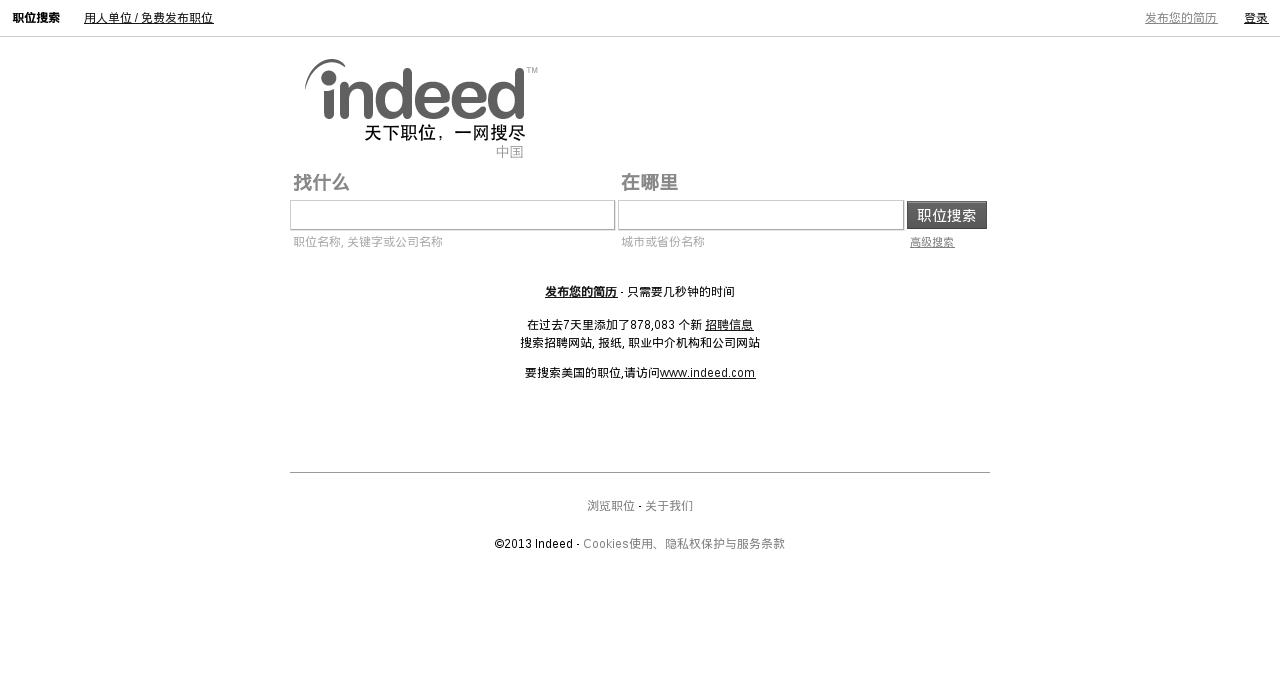 职位搜索 用人单位 / 免费发布职位 发布您的简历 登录
indeed™
天下职位，一网搜尽
中国
找什么 在哪里
职位搜索
职位名称, 关键字或公司名称 城市或省份名称 高级搜索
发布您的简历 - 只需要几秒钟的时间
在过去7天里添加了878,083 个新 招聘信息
搜索招聘网站, 报纸, 职业中介机构和公司网站
要搜索美国的职位,请访问www.indeed.com
浏览职位 - 关于我们
©2013 Indeed - Cookies使用、隐私权保护与服务条款